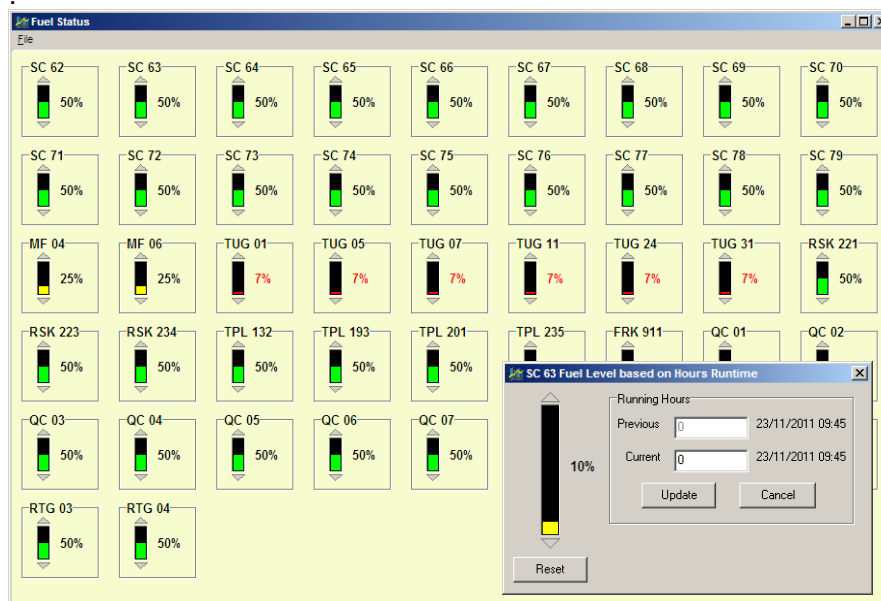 .
Fuel Status
File
SC 62 SC 63 SC 64 SC 65 SC 66 SC 67 SC 68 SC 69 SC 70
50% 50% 50% 50% 50% 50% 50% 50% 50%
SC 71 SC 72 SC 73 SC 74 SC 75 SC 76 SC 77 SC 78 SC 79
50% 50% 50% 50% 50% 50% 50% 50% 50%
MF 04 MF 06 TUG 01 TUG 05 TUG 07 TUG 11 TUG 24 TUG 31 RSK 221
25% 25% 7% 7% 7% 7% 7% 7% 50%
RSK 223 RSK 234 TPL 132 TPL 193 TPL 201 TPL 235 FRK 911 QC 01 QC 02
50% 50% 50% 50% 50%
QC 03 QC 04 QC 05 QC 06 QC 07
50% 50% 50% 50% 50%
RTG 03 RTG 04
50% 50%
SC 63 Fuel Level based on Hours Runtime
Running Hours
Previous 0 23/11/2011 09:45
Current 0 23/11/2011 09:45
10%
Update Cancel
Reset